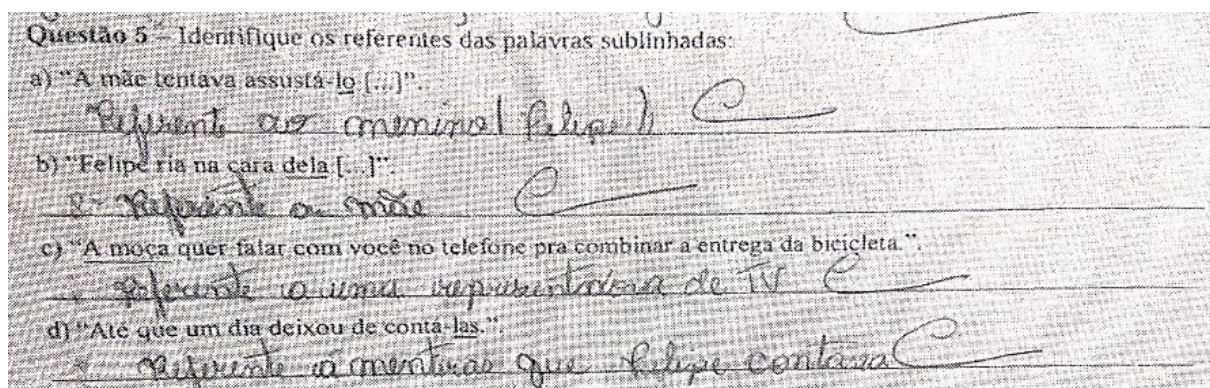 Questão 5 – Identifique os referentes das palavras sublinhadas:
a) "A mãe tentava assustá-lo [...]".
Referente ao menino (Felipe)
b) "Felipe ria na cara dela [...]".
R- Referente a mãe
c) "A moça quer falar com você no telefone pra combinar a entrega da bicicleta.".
Referente a uma de TV
d) "Até que um dia deixou de contá-las.".
Referente a mentiras que Felipe contava